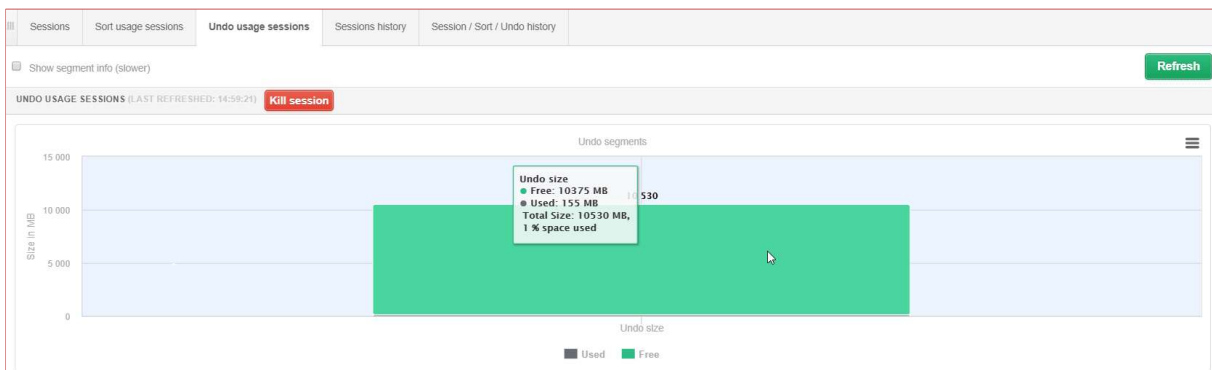 Sessions Sort usage sessions Undo usage sessions Sessions history Session / Sort / Undo history
Show segment info (slower) Refresh
UNDO USAGE SESSIONS (LAST REFRESHED: 14:59:21) Kill session
Undo segments
15 000
10 000
5 000
0
Size in MB
Undo size
Free: 10375 MB
Used: 155 MB
Total Size: 10530 MB,
1 % space used
10 530
Undo size
Used Free